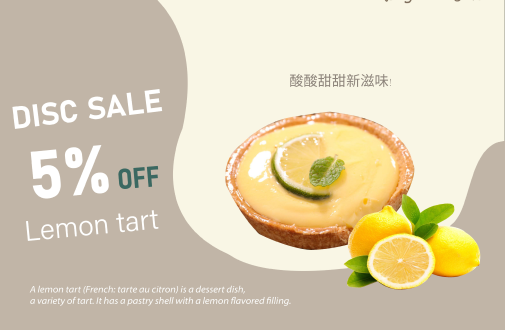 酸酸甜甜新滋味!
DISC SALE
5% OFF
Lemon tart
A lemon tart (French: tarte au citron) is a dessert dish,
a variety of tart. It has a pastry shell with a lemon flavored filling.